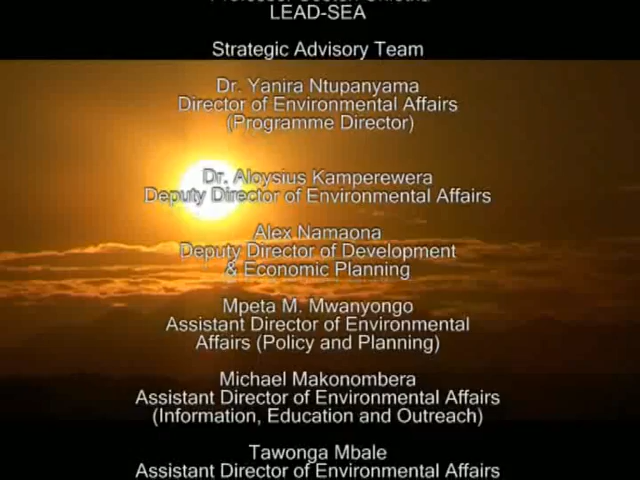 LEAD-SEA
Strategic Advisory Team
Dr. Yanira Ntupanyama
Director of Environmental Affairs
(Programme Director)
Dr. Aloysius Kamperewera
Deputy Director of Environmental Affairs
Alex Namaona
Deputy Director of Development
& Economic Planning
Mpeta M. Mwanyongo
Assistant Director of Environmental
Affairs (Policy and Planning)
Michael Makonombera
Assistant Director of Environmental Affairs
(Information, Education and Outreach)
Tawonga Mbale
Assistant Director of Environmental Affairs